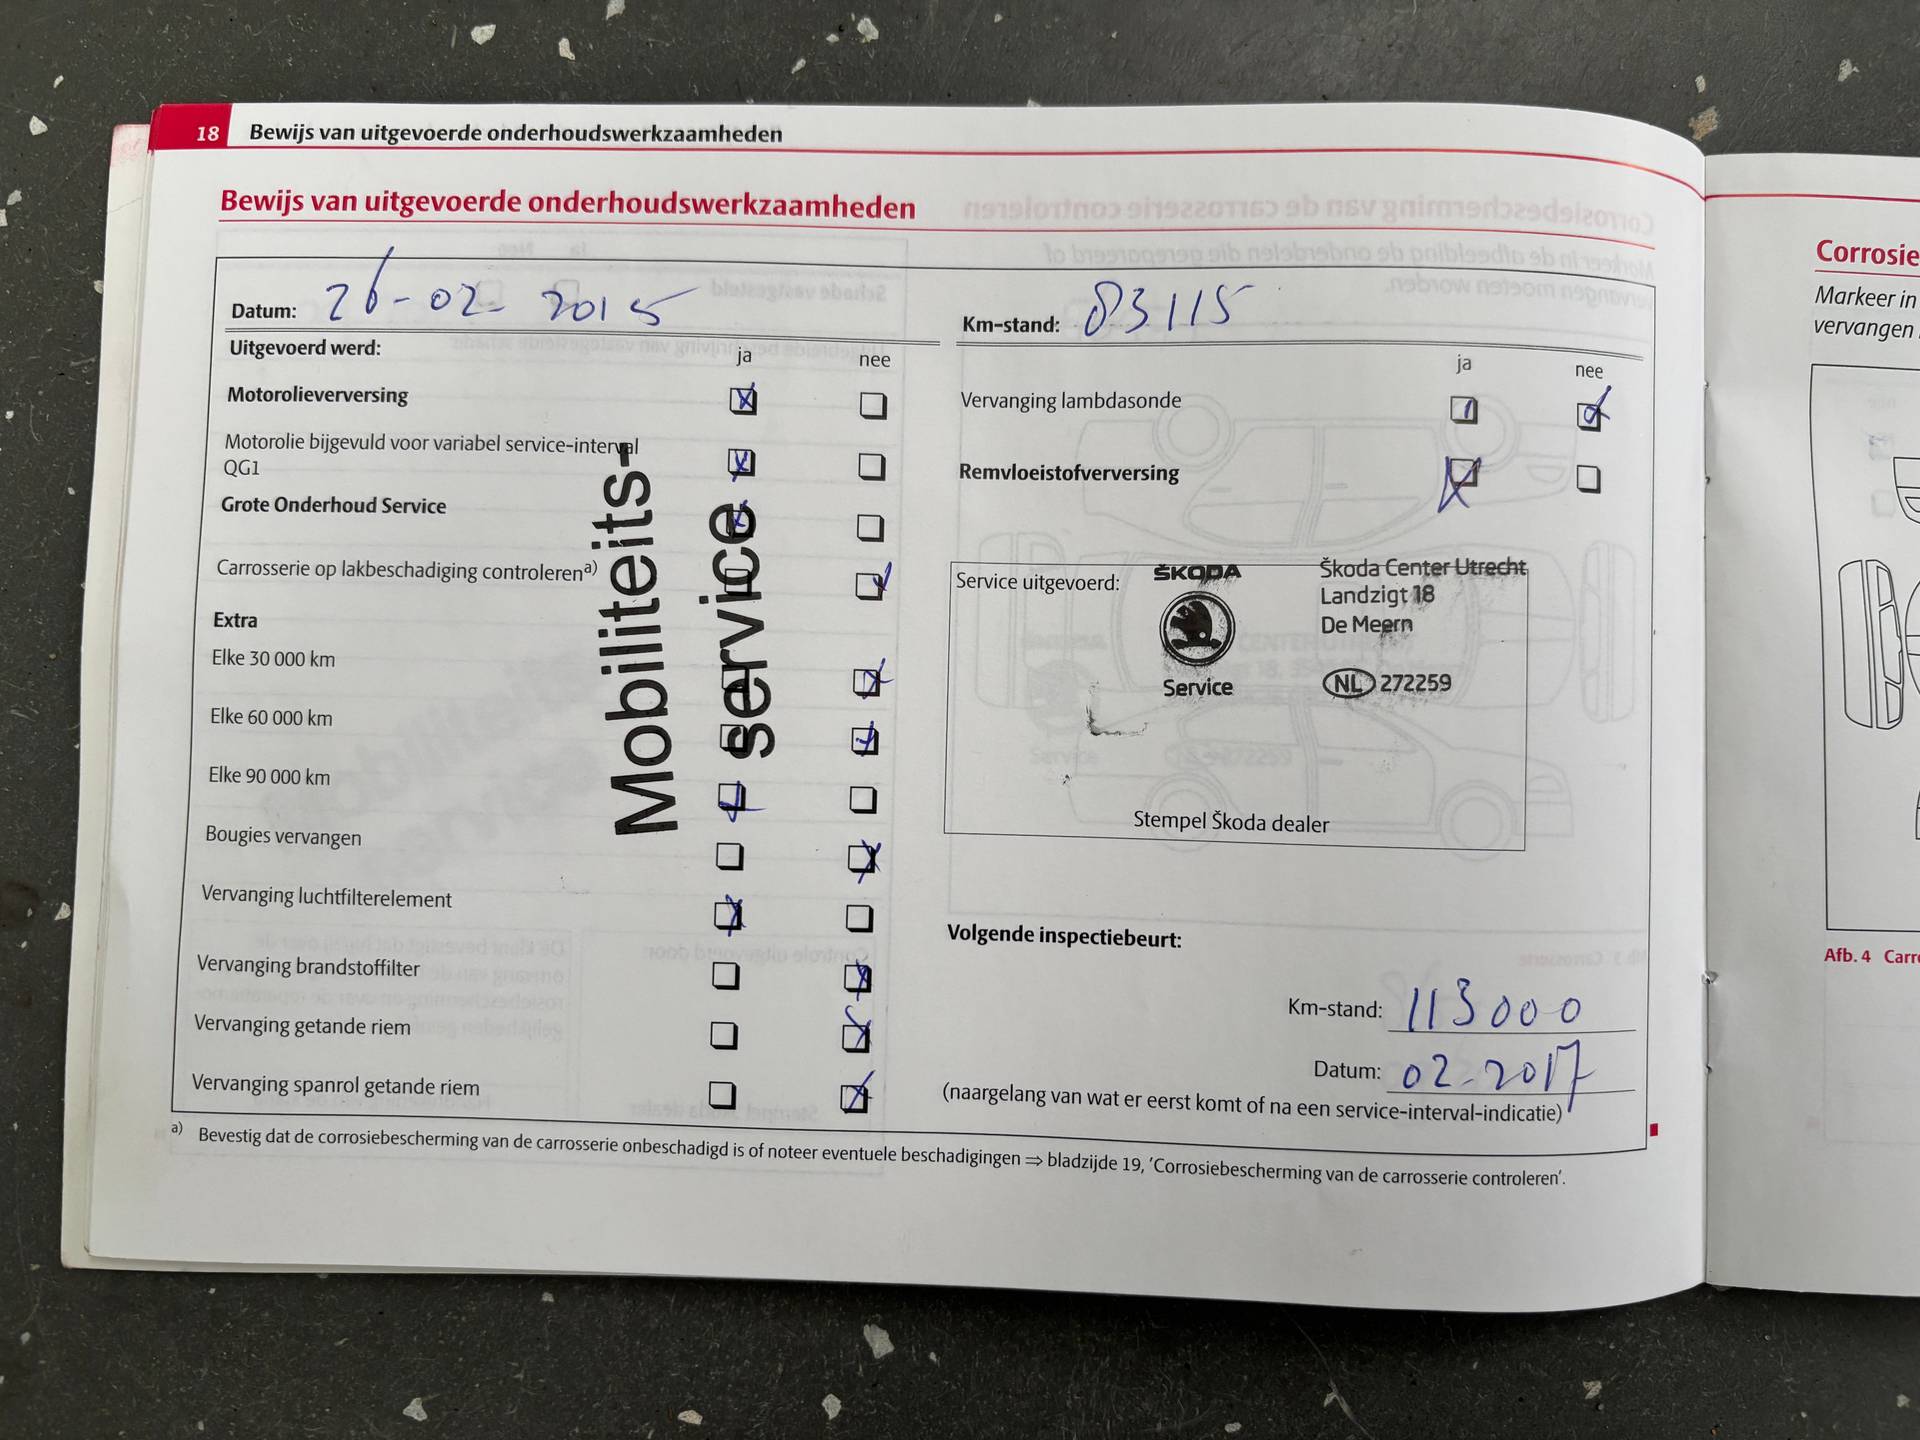 18 Bewijs van uitgevoerde onderhoudswerkzaamheden
Bewijs van uitgevoerde onderhoudswerkzaamheden
Datum: 26-02-2015
Km-stand: 83115
Uitgevoerd werd:
ja nee
Motorolieverversing
Motorolie bijgevuld voor variabel service-interval
QG1
Grote Onderhoud Service
Carrosserie op lakbeschadiging controleren a)
Extra
Elke 30 000 km
Elke 60 000 km
Elke 90 000 km
Bougies vervangen
Vervanging luchtfilterelement
Vervanging brandstoffilter
Vervanging getande riem
Vervanging spanrol getande riem
Mobiliteits-
service
ja nee
Vervanging lambdasonde
Remvloeistofverversing
Service uitgevoerd:
ŠKODA
Service
Škoda Center Utrecht
Landzigt 18
De Meern
NL 272259
Stempel Škoda dealer
Volgende inspectiebeurt:
Km-stand: 113000
Datum: 02-2017
(naargelang van wat er eerst komt of na een service-interval-indicatie)
a) Bevestig dat de corrosiebescherming van de carrosserie onbeschadigd is of noteer eventuele beschadigingen ⇒ bladzijde 19, 'Corrosiebescherming van de carrosserie controleren'.
Corrosie
Markeer in
vervangen
Afb. 4 Carr